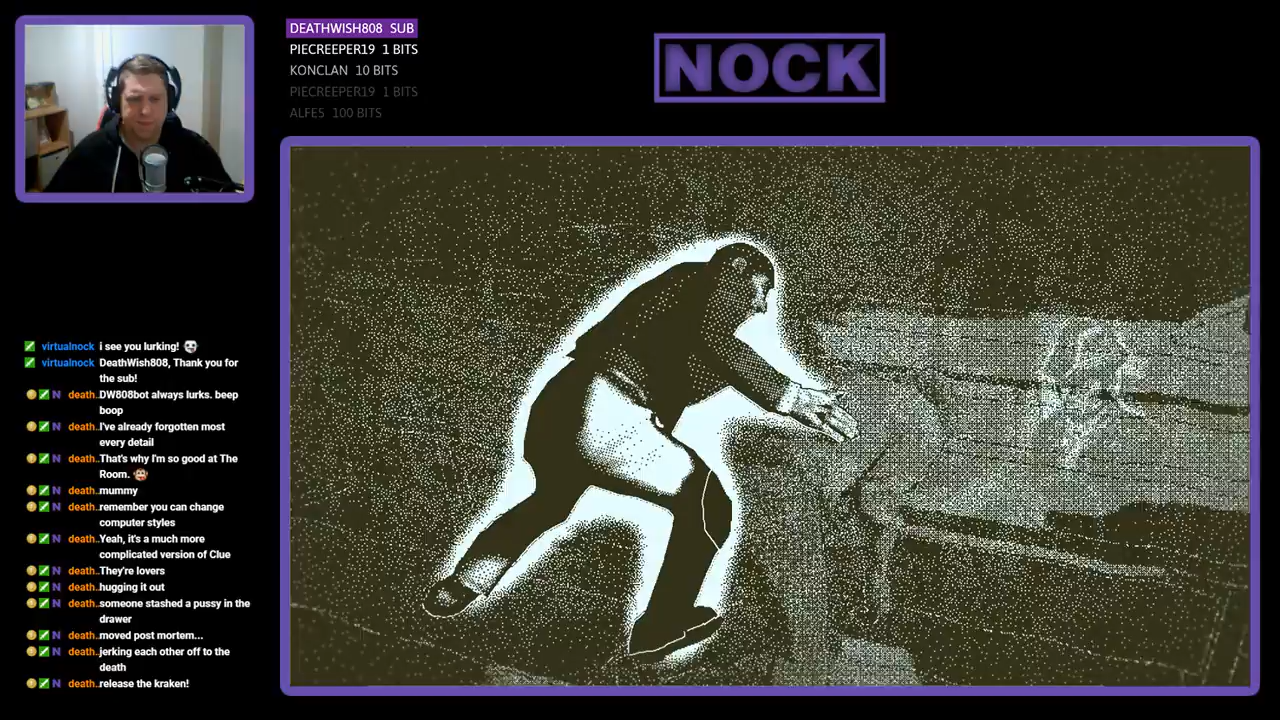 DEATHWISH808 SUB
PIECREEPER19 1 BITS
KONCLAN 10 BITS
PIECREEPER19 1 BITS
ALFE5 100 BITS
NOCK
virtualnock i see you lurking!
virtualnock DeathWish808, Thank you for
the sub!
N death.. DW808bot always lurks. beep
boop
N death.. I've already forgotten most
every detail
N death.. That's why I'm so good at The
Room.
N death.. mummy
N death.. remember you can change
computer styles
N death.. Yeah, it's a much more
complicated version of Clue
N death.. They're lovers
N death.. hugging it out
N death.. someone stashed a pussy in the
drawer
N death.. moved post mortem...
N death.. jerking each other off to the
death
N death.. release the kraken!